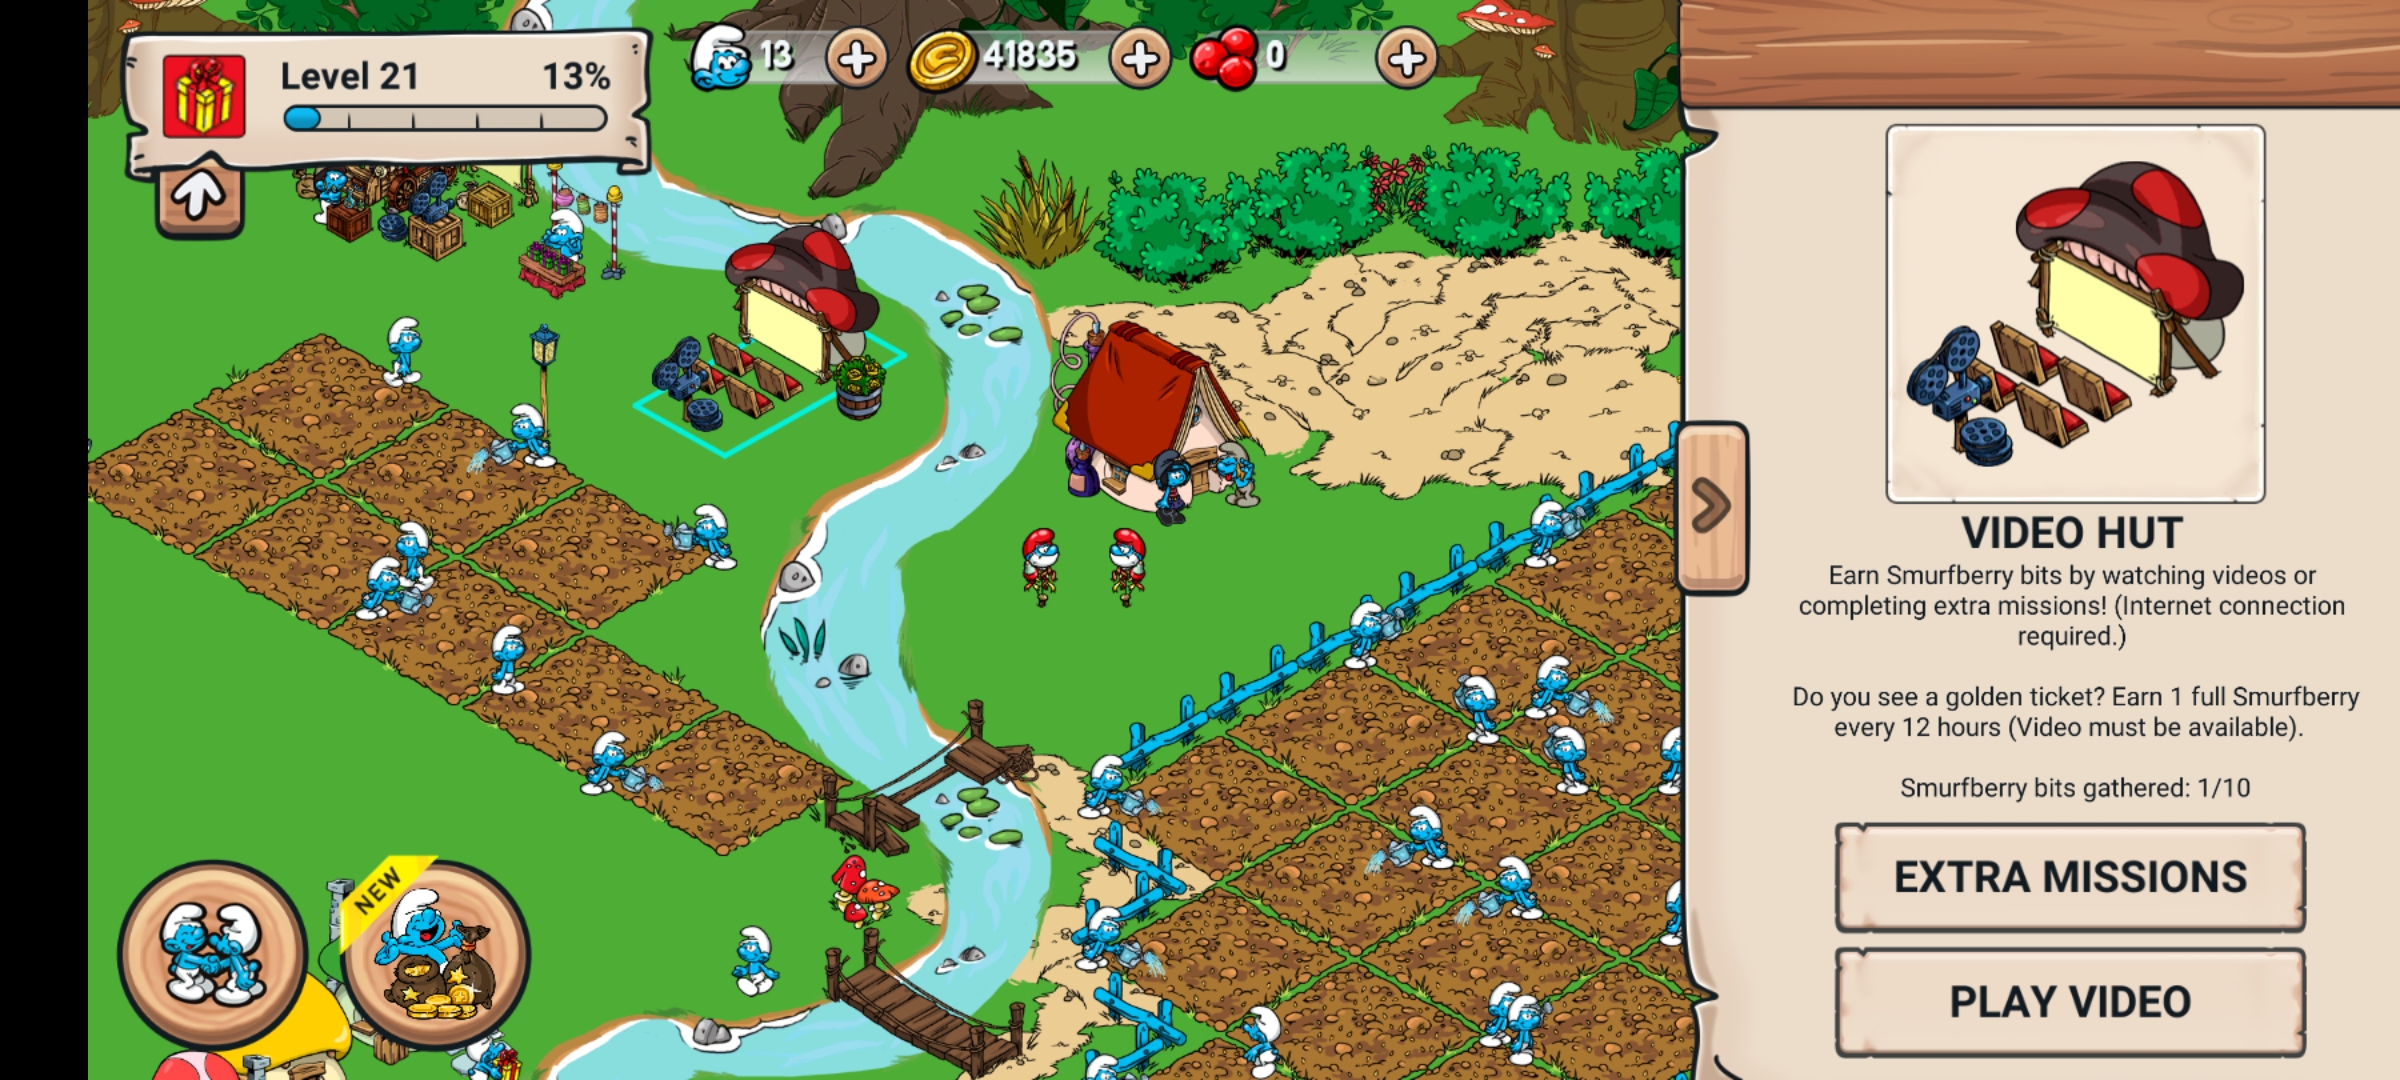 Level 21 13%
13
41835
0
VIDEO HUT
Earn Smurfberry bits by watching videos or
completing extra missions! (Internet connection
required.)
Do you see a golden ticket? Earn 1 full Smurfberry
every 12 hours (Video must be available).
Smurfberry bits gathered: 1/10
EXTRA MISSIONS
PLAY VIDEO
NEW